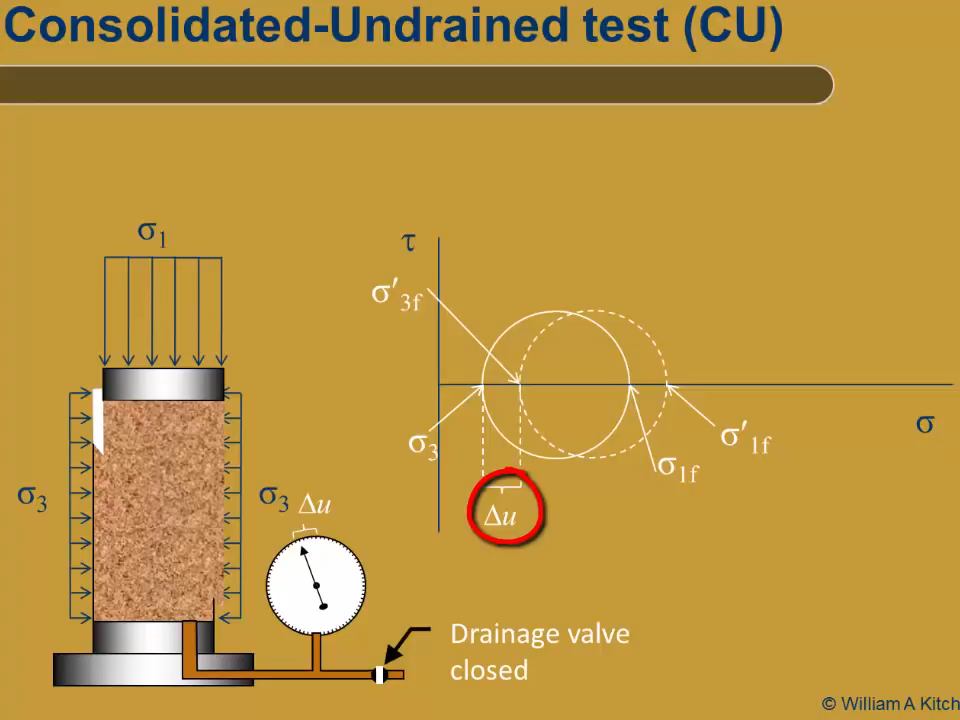 Consolidated-Undrained test (CU)
σ1
τ
σ′3f
σ
σ3
σ′1f
σ1f
σ3
σ3
Δu
Δu
Drainage valve
closed
© William A Kitch